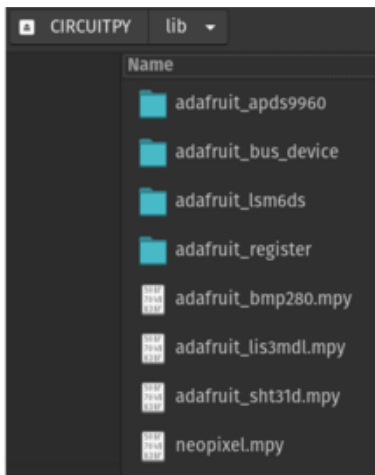 CIRCUITPY lib
Name
adafruit_apds9960
adafruit_bus_device
adafruit_lsm6ds
adafruit_register
adafruit_bmp280.mpy
adafruit_lis3mdl.mpy
adafruit_sht31d.mpy
neopixel.mpy